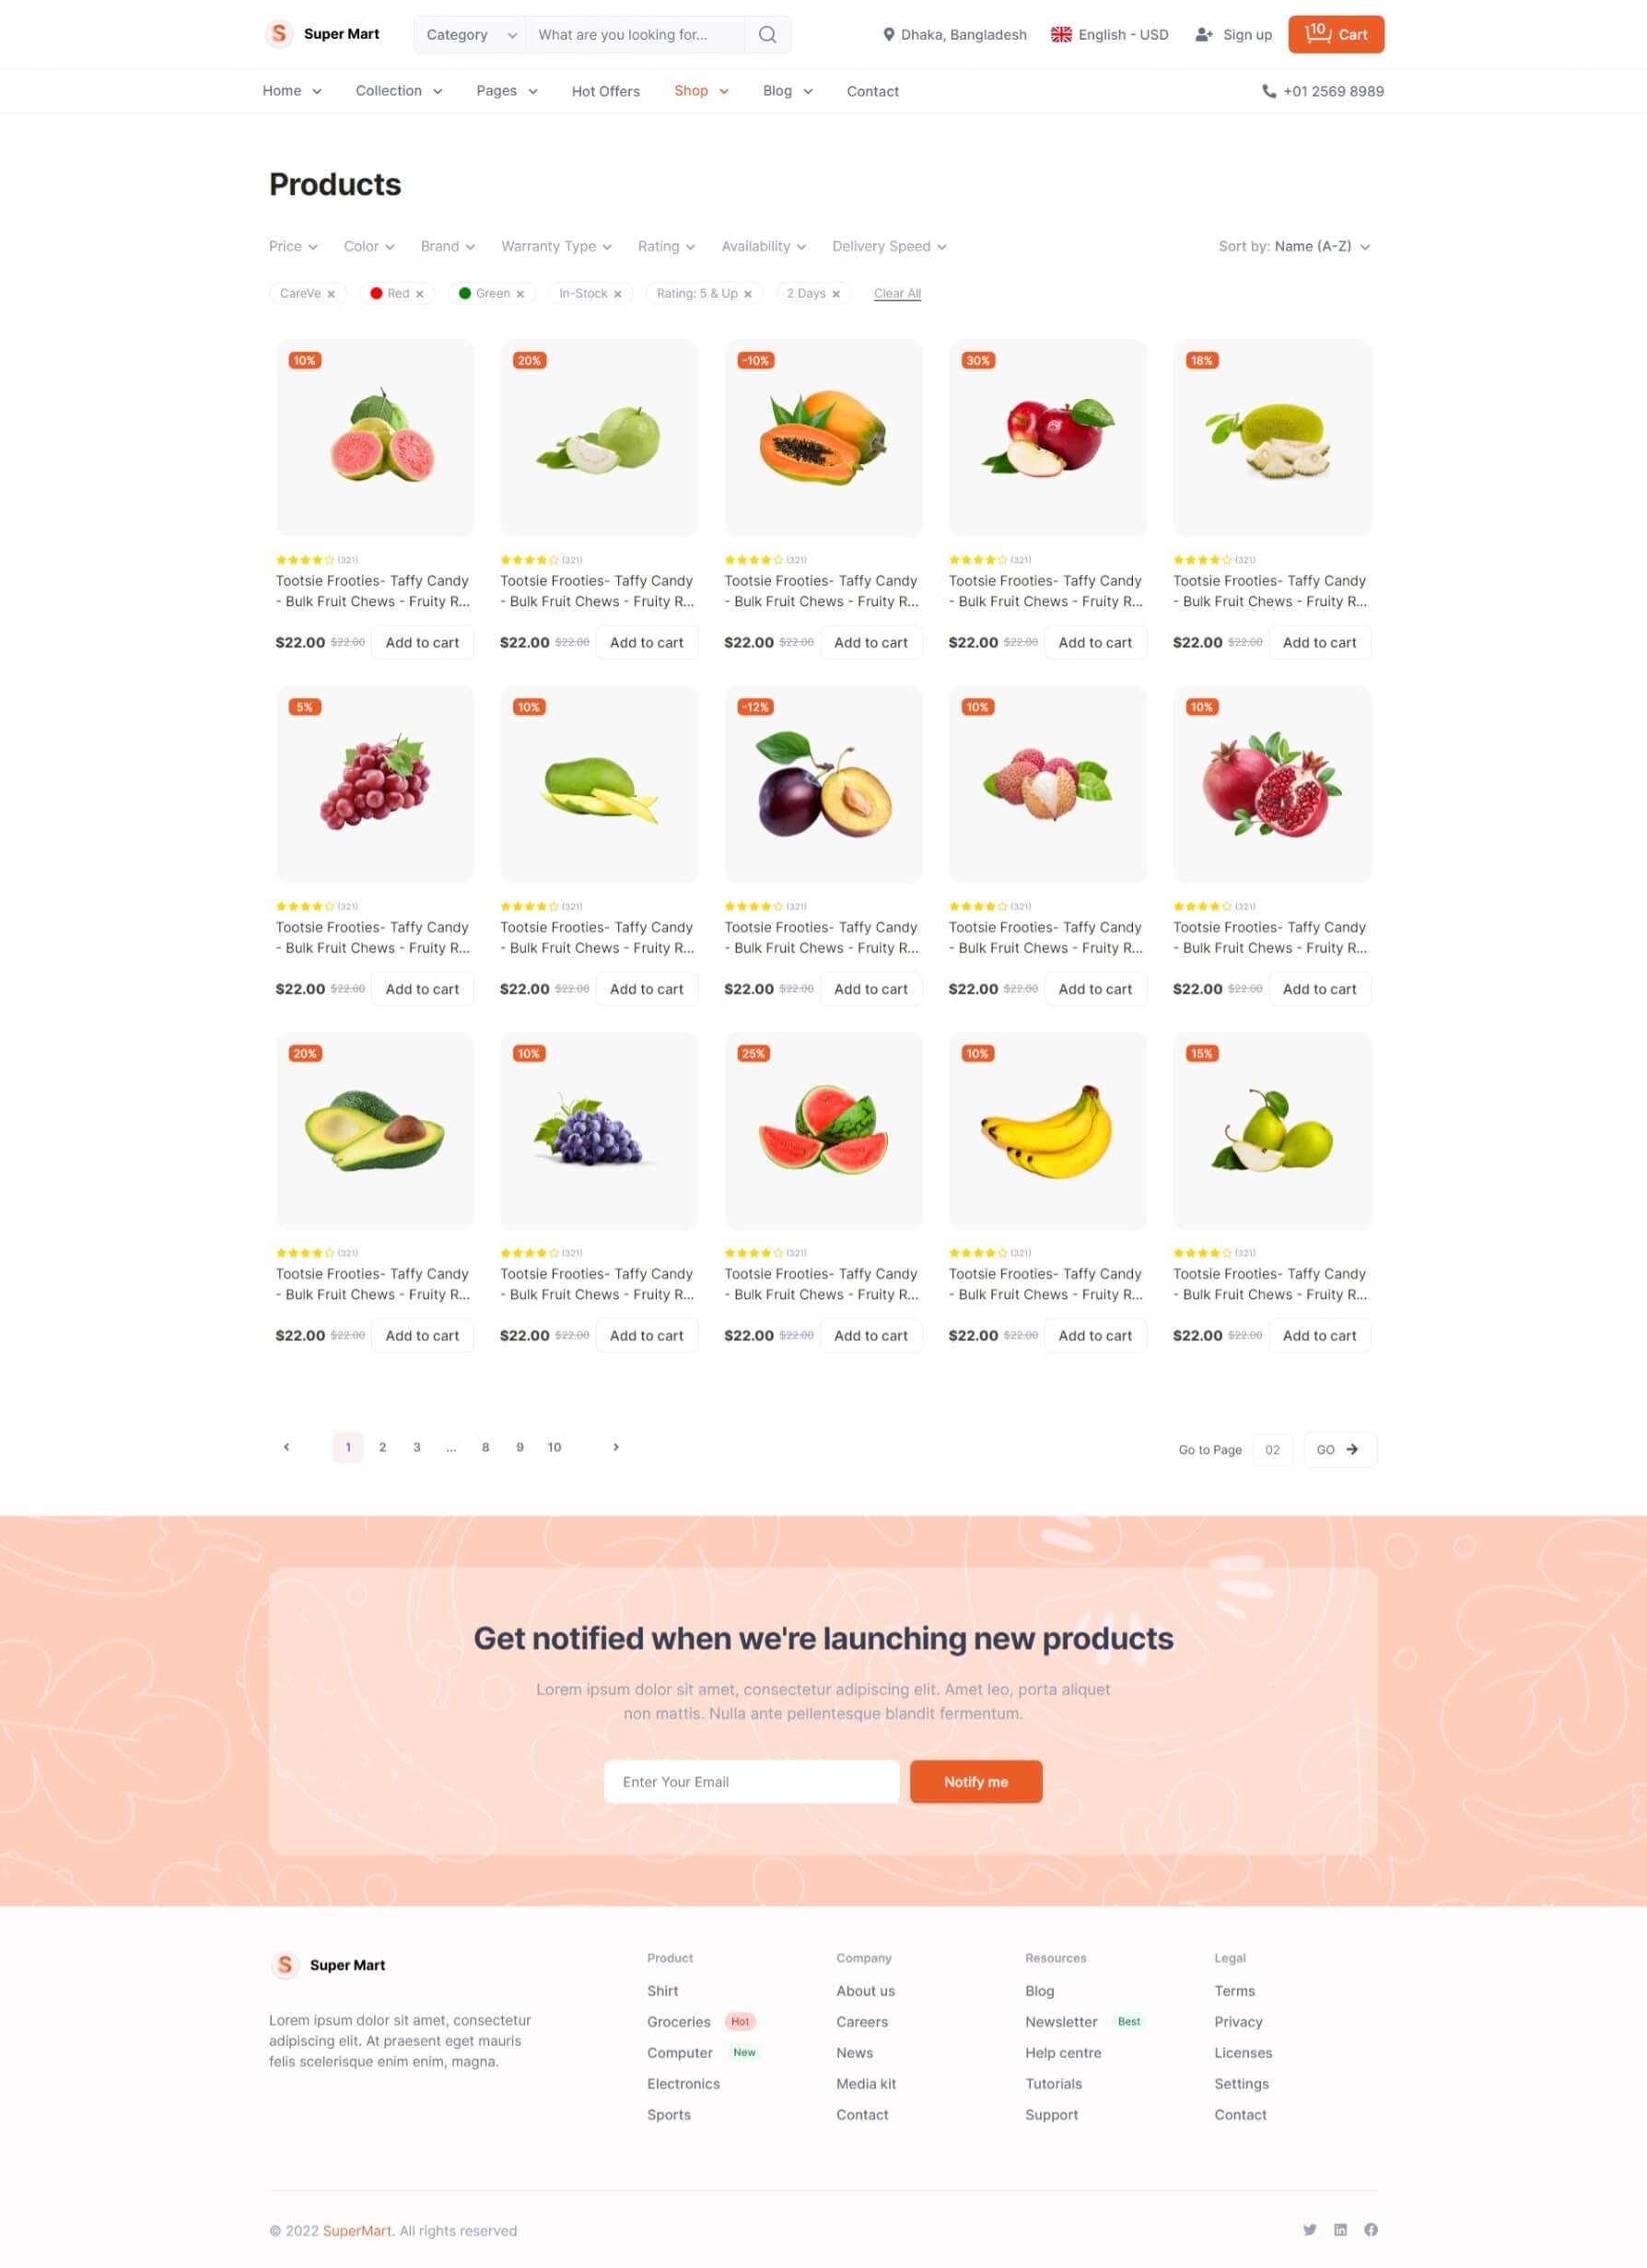 S Super Mart Category What are you looking for... Dhaka, Bangladesh English - USD Sign up 10 Cart
Home Collection Pages Hot Offers Shop Blog Contact +01 2569 8989
Products
Price Color Brand Warranty Type Rating Availability Delivery Speed Sort by: Name (A-Z)
CareVe Red Green In-Stock Rating: 5 & Up 2 Days Clear All
10% 20% -10% 30% 18%
(321) (321) (321) (321) (321)
Tootsie Frooties- Taffy Candy Tootsie Frooties- Taffy Candy Tootsie Frooties- Taffy Candy Tootsie Frooties- Taffy Candy Tootsie Frooties- Taffy Candy
- Bulk Fruit Chews - Fruity R... - Bulk Fruit Chews - Fruity R... - Bulk Fruit Chews - Fruity R... - Bulk Fruit Chews - Fruity R... - Bulk Fruit Chews - Fruity R...
$22.00 $22.00 Add to cart $22.00 $22.00 Add to cart $22.00 $22.00 Add to cart $22.00 $22.00 Add to cart $22.00 $22.00 Add to cart
5% 10% -12% 10% 10%
(321) (321) (321) (321) (321)
Tootsie Frooties- Taffy Candy Tootsie Frooties- Taffy Candy Tootsie Frooties- Taffy Candy Tootsie Frooties- Taffy Candy Tootsie Frooties- Taffy Candy
- Bulk Fruit Chews - Fruity R... - Bulk Fruit Chews - Fruity R... - Bulk Fruit Chews - Fruity R... - Bulk Fruit Chews - Fruity R... - Bulk Fruit Chews - Fruity R...
$22.00 $22.00 Add to cart $22.00 $22.00 Add to cart $22.00 $22.00 Add to cart $22.00 $22.00 Add to cart $22.00 $22.00 Add to cart
20% 10% 25% 10% 15%
(321) (321) (321) (321) (321)
Tootsie Frooties- Taffy Candy Tootsie Frooties- Taffy Candy Tootsie Frooties- Taffy Candy Tootsie Frooties- Taffy Candy Tootsie Frooties- Taffy Candy
- Bulk Fruit Chews - Fruity R... - Bulk Fruit Chews - Fruity R... - Bulk Fruit Chews - Fruity R... - Bulk Fruit Chews - Fruity R... - Bulk Fruit Chews - Fruity R...
$22.00 $22.00 Add to cart $22.00 $22.00 Add to cart $22.00 $22.00 Add to cart $22.00 $22.00 Add to cart $22.00 $22.00 Add to cart
1 2 3 ... 8 9 10 Go to Page 02 GO
Get notified when we're launching new products
Lorem ipsum dolor sit amet, consectetur adipiscing elit. Amet leo, porta aliquet
non mattis. Nulla ante pellentesque blandit fermentum.
Enter Your Email Notify me
S Super Mart
Lorem ipsum dolor sit amet, consectetur
adipiscing elit. At praesent eget mauris
felis scelerisque enim enim, magna.
Product
Shirt
Groceries Hot
Computer New
Electronics
Sports
Company
About us
Careers
News
Media kit
Contact
Resources
Blog
Newsletter Best
Help centre
Tutorials
Support
Legal
Terms
Privacy
Licenses
Settings
Contact
© 2022 SuperMart. All rights reserved